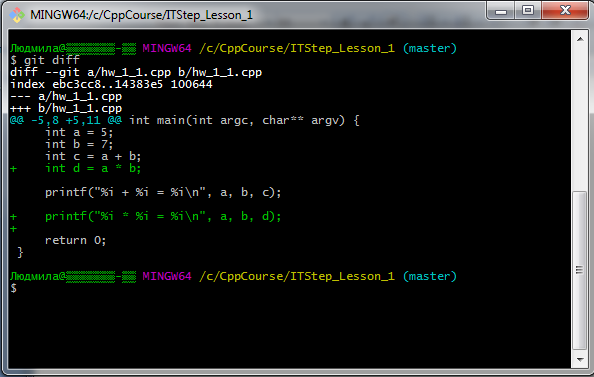 MINGW64:/c/CppCourse/ITStep_Lesson_1
Людмила@▒▒▒▒▒▒▒-▒▒ MINGW64 /c/CppCourse/ITStep_Lesson_1 (master)
$ git diff
diff --git a/hw_1_1.cpp b/hw_1_1.cpp
index ebc3cc8..14383e5 100644
--- a/hw_1_1.cpp
+++ b/hw_1_1.cpp
@@ -5,8 +5,11 @@ int main(int argc, char** argv) {
     int a = 5;
     int b = 7;
     int c = a + b;
+    int d = a * b;
     printf("%i + %i = %i\n", a, b, c);
+    printf("%i * %i = %i\n", a, b, d);
+
     return 0;
 }
Людмила@▒▒▒▒▒▒▒-▒▒ MINGW64 /c/CppCourse/ITStep_Lesson_1 (master)
$